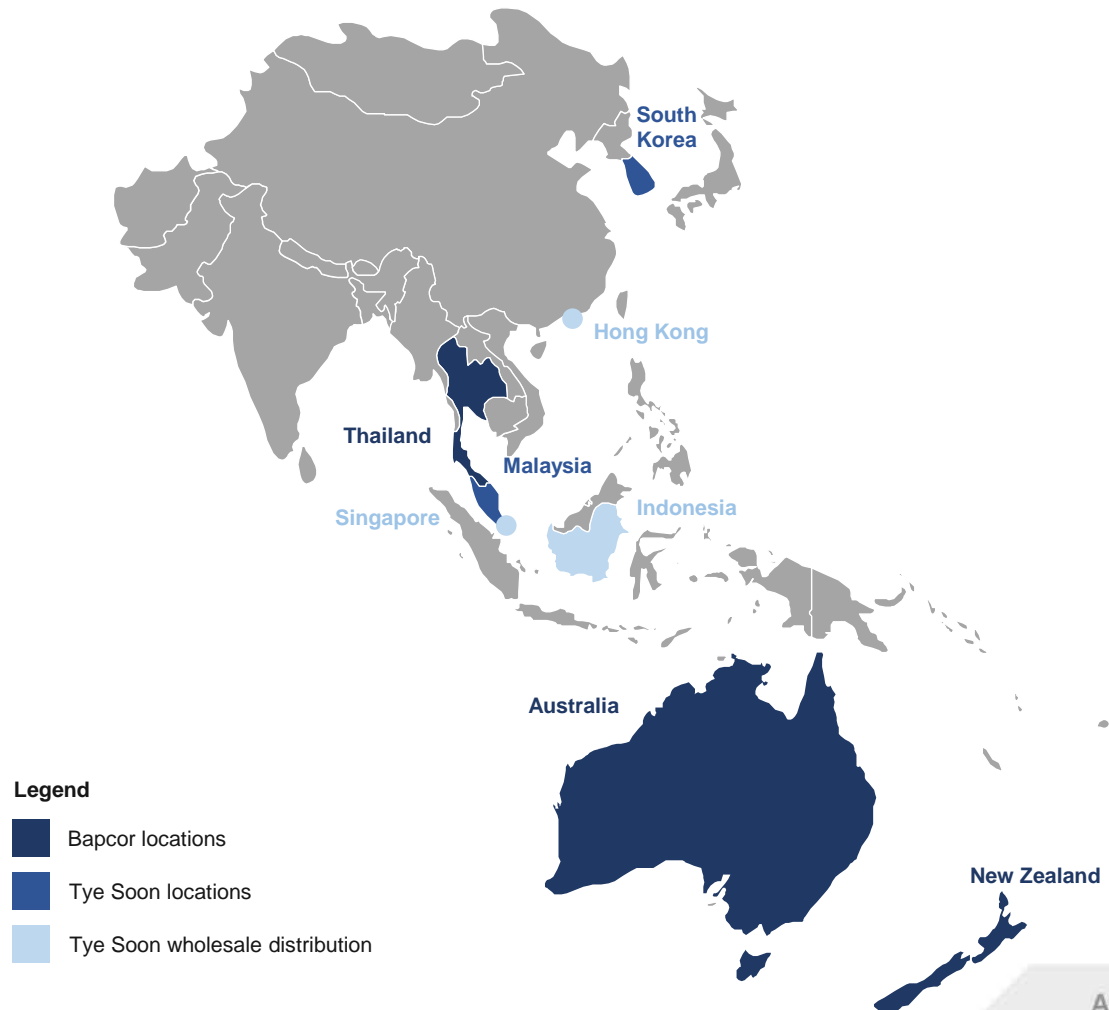 South
Korea
Hong Kong
Thailand
Malaysia
Singapore
Indonesia
Australia
New Zealand
Legend
Bapcor locations
Tye Soon locations
Tye Soon wholesale distribution
A